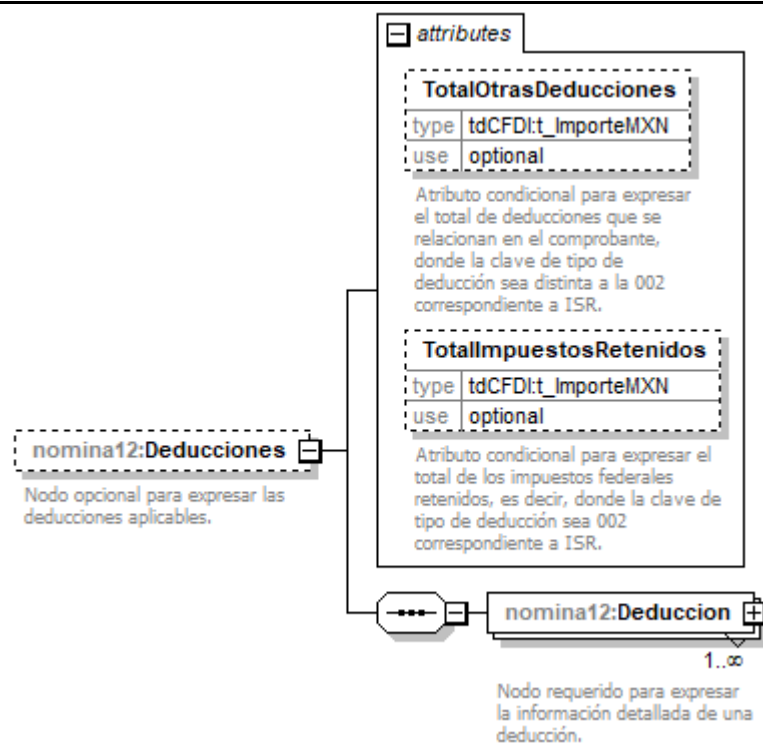 attributes
TotalOtrasDeducciones
type tdCFDI:t_ImporteMXN
use optional
Atributo condicional para expresar
el total de deducciones que se
relacionan en el comprobante,
donde la clave de tipo de
deducción sea distinta a la 002
correspondiente a ISR.
TotalImpuestosRetenidos
type tdCFDI:t_ImporteMXN
use optional
Atributo condicional para expresar el
total de los impuestos federales
retenidos, es decir, donde la clave de
tipo de deducción sea 002
correspondiente a ISR.
nomina12:Deducciones
Nodo opcional para expresar las
deducciones aplicables.
nomina12:Deduccion
1..∞
Nodo requerido para expresar
la información detallada de una
deducción.